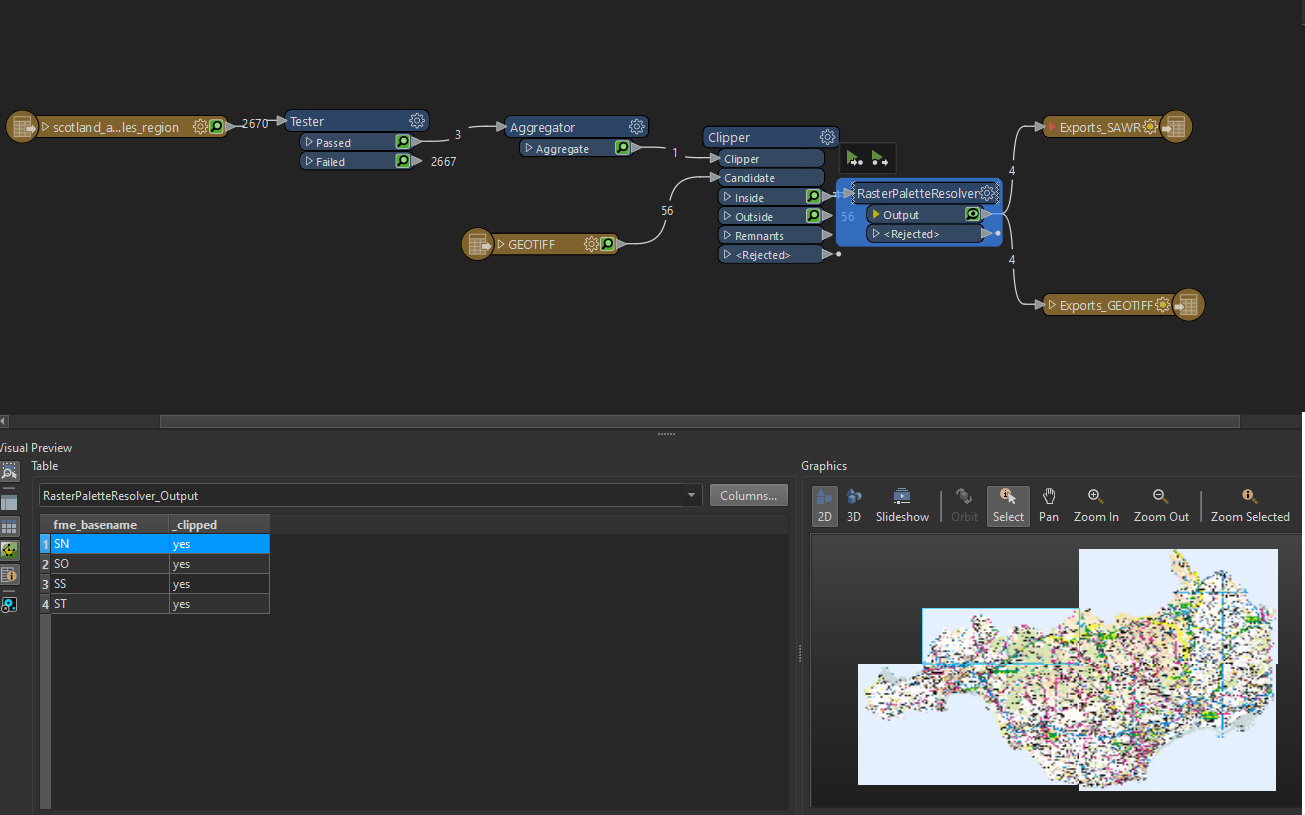 scotland_a...les_region
2670
Tester
Passed
Failed
3
2667
Aggregator
Aggregate
1
GEOTIFF
56
Clipper
Clipper
Candidate
Inside
Outside
Remnants
<Rejected>
56
RasterPaletteResolver
Output
<Rejected>
4
4
Exports_SAWR
Exports_GEOTIFF
Visual Preview
Table
RasterPaletteResolver_Output
Columns...
fme_basename _clipped
1 SN yes
2 SO yes
3 SS yes
4 ST yes
Graphics
2D 3D Slideshow Orbit Select Pan Zoom In Zoom Out Zoom Selected